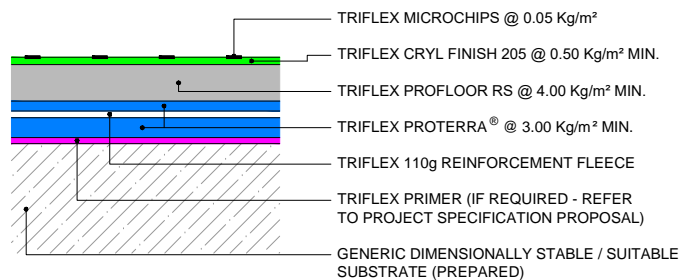 TRIFLEX MICROCHIPS @ 0.05 Kg/m²
TRIFLEX CRYL FINISH 205 @ 0.50 Kg/m² MIN.
TRIFLEX PROFLOOR RS @ 4.00 Kg/m² MIN.
TRIFLEX PROTERRA® @ 3.00 Kg/m² MIN.
TRIFLEX 110g REINFORCEMENT FLEECE
TRIFLEX PRIMER (IF REQUIRED - REFER
TO PROJECT SPECIFICATION PROPOSAL)
GENERIC DIMENSIONALLY STABLE / SUITABLE
SUBSTRATE (PREPARED)